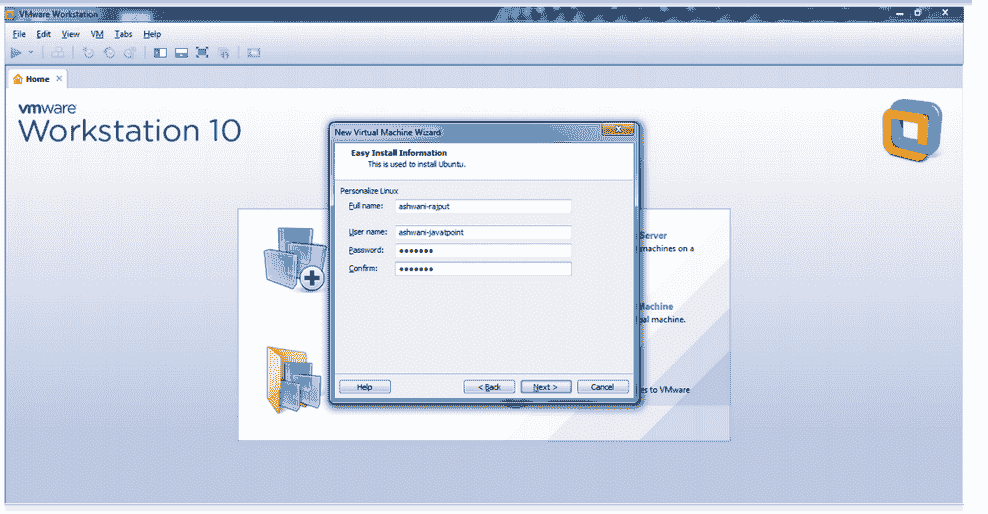 VMware Workstation
File Edit View VM Tabs Help
Home
vmware
Workstation 10
New Virtual Machine Wizard
Easy Install Information
This is used to install Ubuntu.
Personalize Linux
Full name: ashwani-rajput
User name: ashwani-javatpoint
Password: •••••••
Confirm: •••••••
Help < Back Next > Cancel
Server
machines on a
Machine
machine.
to VMware